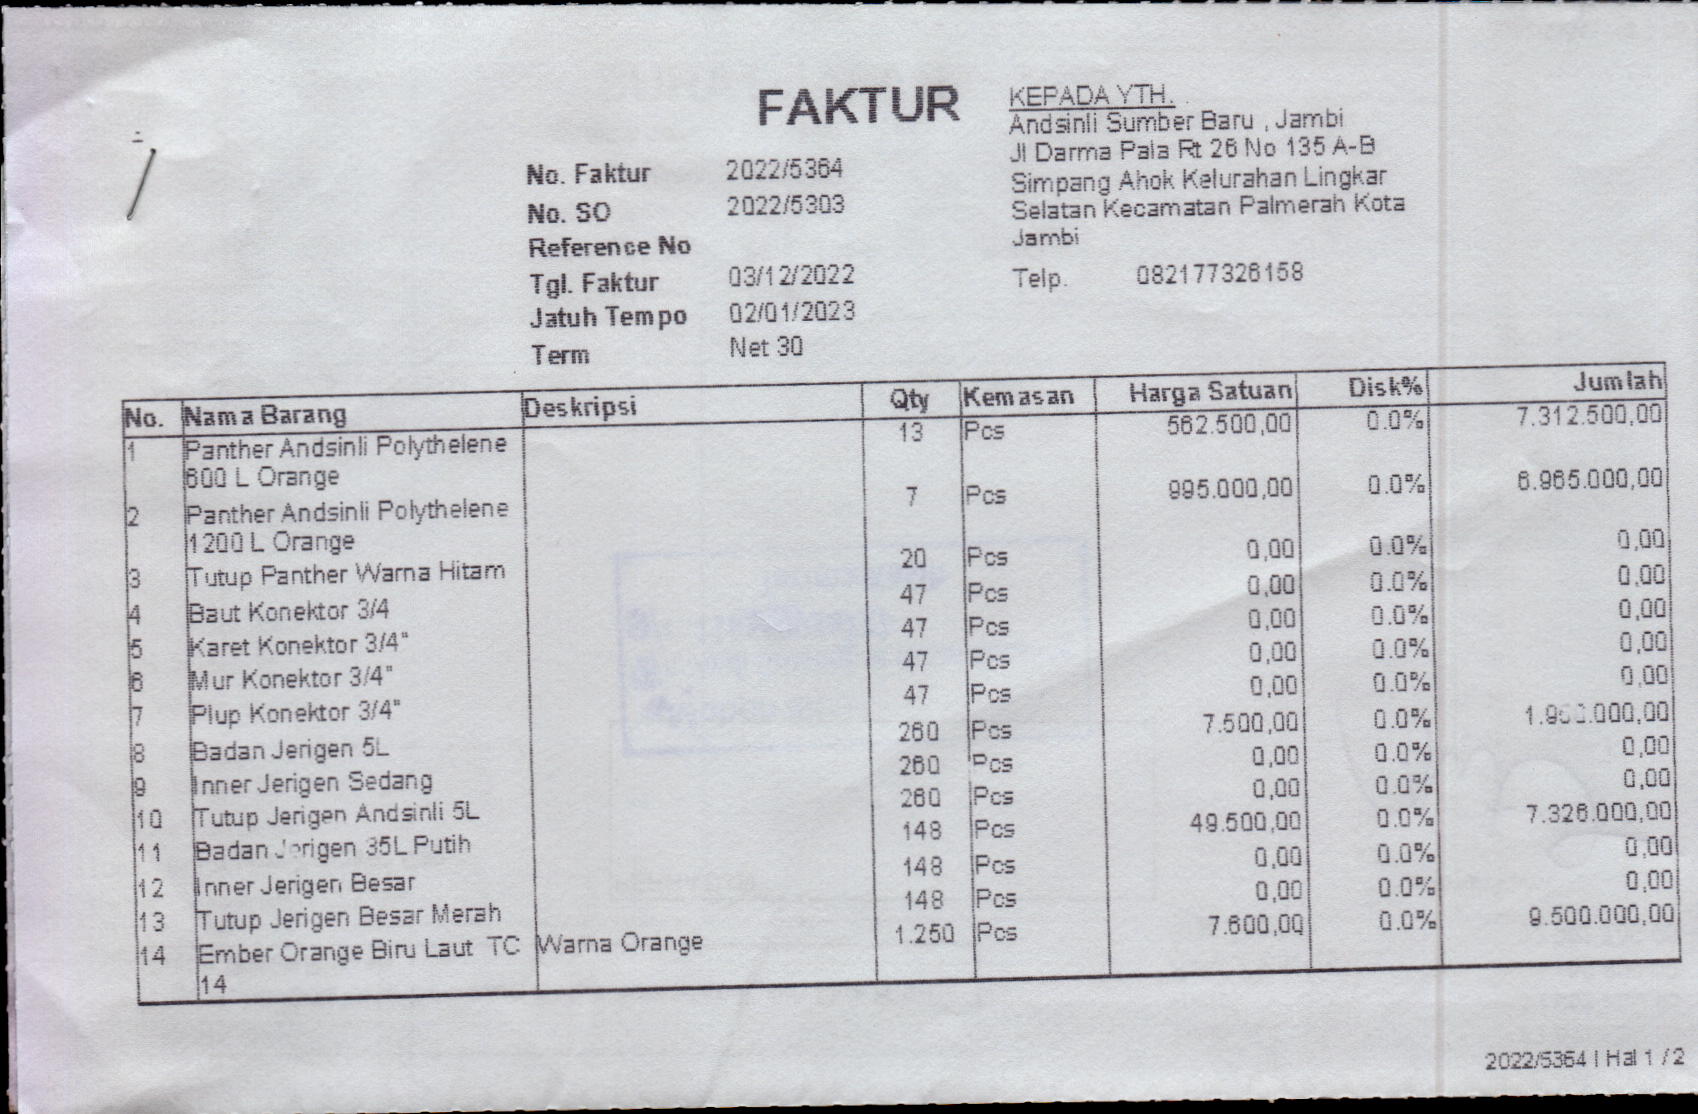 FAKTUR
KEPADA YTH.
Andsinli Sumber Baru , Jambi
Jl Darma Pala Rt 26 No 135 A-B
Simpang Ahok Kelurahan Lingkar
Selatan Kecamatan Palmerah Kota
Jambi
Telp. 082177326158
No. Faktur 2022/5364
No. SO 2022/5303
Reference No
Tgl. Faktur 03/12/2022
Jatuh Tempo 02/01/2023
Term Net 30
No. Nama Barang Deskripsi Qty Kemasan Harga Satuan Disk% Jumlah
1 Panther Andsinli Polythelene 13 Pcs 562.500,00 0.0% 7.312.500,00
600 L Orange
2 Panther Andsinli Polythelene 7 Pcs 995.000,00 0.0% 6.965.000,00
1200 L Orange
3 Tutup Panther Warna Hitam 20 Pcs 0,00 0.0% 0,00
4 Baut Konektor 3/4 47 Pcs 0,00 0.0% 0,00
5 Karet Konektor 3/4" 47 Pcs 0,00 0.0% 0,00
6 Mur Konektor 3/4" 47 Pcs 0,00 0.0% 0,00
7 Plup Konektor 3/4" 47 Pcs 0,00 0.0% 0,00
8 Badan Jerigen 5L 260 Pcs 7.500,00 0.0%
9 Inner Jerigen Sedang 260 Pcs 0,00 0.0% 0,00
10 Tutup Jerigen Andsinli 5L 260 Pcs 0,00 0.0% 0,00
11 Badan Jerigen 35L Putih 148 Pcs 49.500,00 0.0% 7.326.000,00
12 Inner Jerigen Besar 148 Pcs 0,00 0.0% 0,00
13 Tutup Jerigen Besar Merah 148 Pcs 0,00 0.0% 0,00
14 Ember Orange Biru Laut TC Warna Orange 1.250 Pcs 7.600,00 0.0% 9.500.000,00
14
2022/5364 | Hal 1 / 2